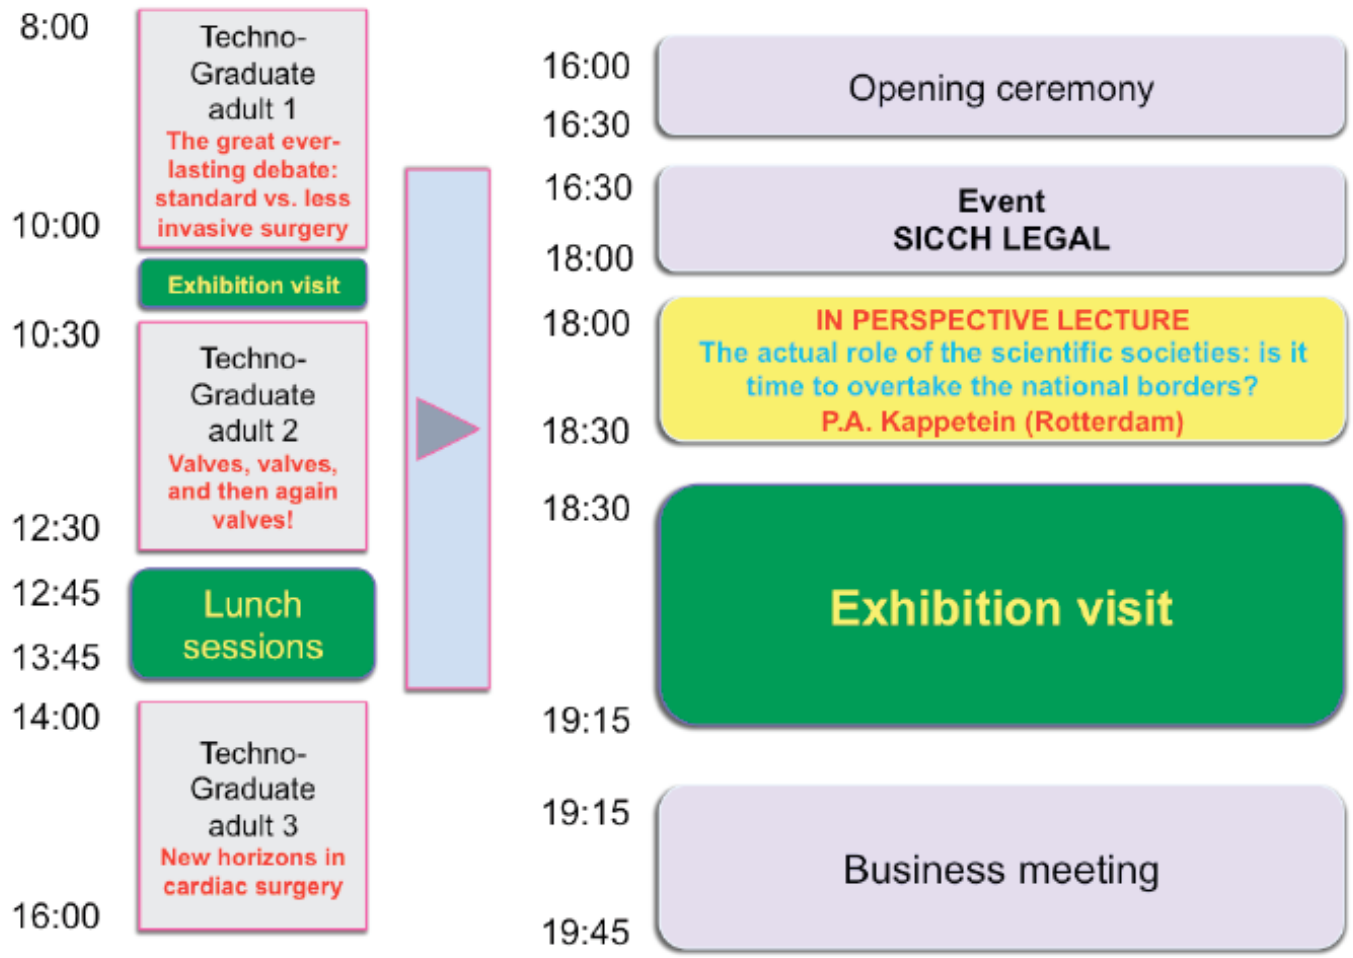 8:00
Techno-
Graduate
adult 1
The great ever-
lasting debate:
standard vs. less
invasive surgery
10:00
Exhibition visit
10:30
Techno-
Graduate
adult 2
Valves, valves,
and then again
valves!
12:30
12:45
Lunch
sessions
13:45
14:00
Techno-
Graduate
adult 3
New horizons in
cardiac surgery
16:00
16:00
Opening ceremony
16:30
16:30
Event
SICCH LEGAL
18:00
18:00
IN PERSPECTIVE LECTURE
The actual role of the scientific societies: is it
time to overtake the national borders?
P.A. Kappetein (Rotterdam)
18:30
18:30
Exhibition visit
19:15
19:15
Business meeting
19:45